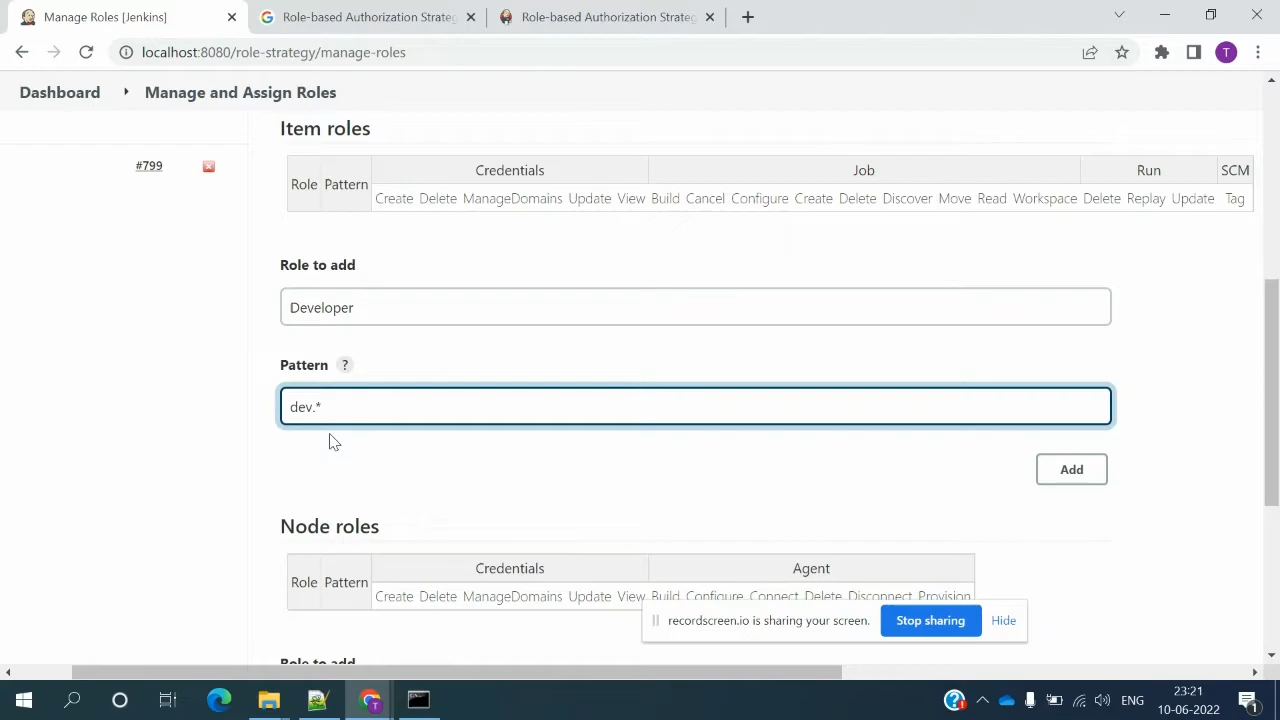 Manage Roles [Jenkins]
Role-based Authorization Strateg
Role-based Authorization Strateg
localhost:8080/role-strategy/manage-roles
T
Dashboard
Manage and Assign Roles
Item roles
#799
Role Pattern Credentials Job Run SCM
Create Delete ManageDomains Update View Build Cancel Configure Create Delete Discover Move Read Workspace Delete Replay Update Tag
Role to add
Developer
Pattern ?
dev.*
Add
Node roles
Role Pattern Credentials Agent
Create Delete ManageDomains Update View Build Configure Connect Delete Disconnect Provision
recordscreen.io is sharing your screen. Stop sharing Hide
Role to add
ENG
23:21
10-06-2022
1